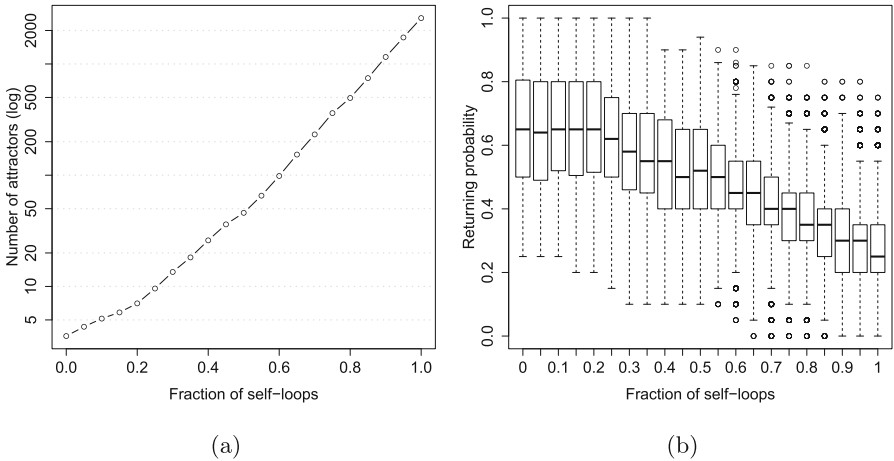 Number of attractors (log)
2000
500
200
50
20
10
5
0.0 0.2 0.4 0.6 0.8 1.0
Fraction of self−loops
(a)
Returning probability
1.0
0.8
0.6
0.4
0.2
0.0
0 0.1 0.2 0.3 0.4 0.5 0.6 0.7 0.8 0.9 1
Fraction of self−loops
(b)